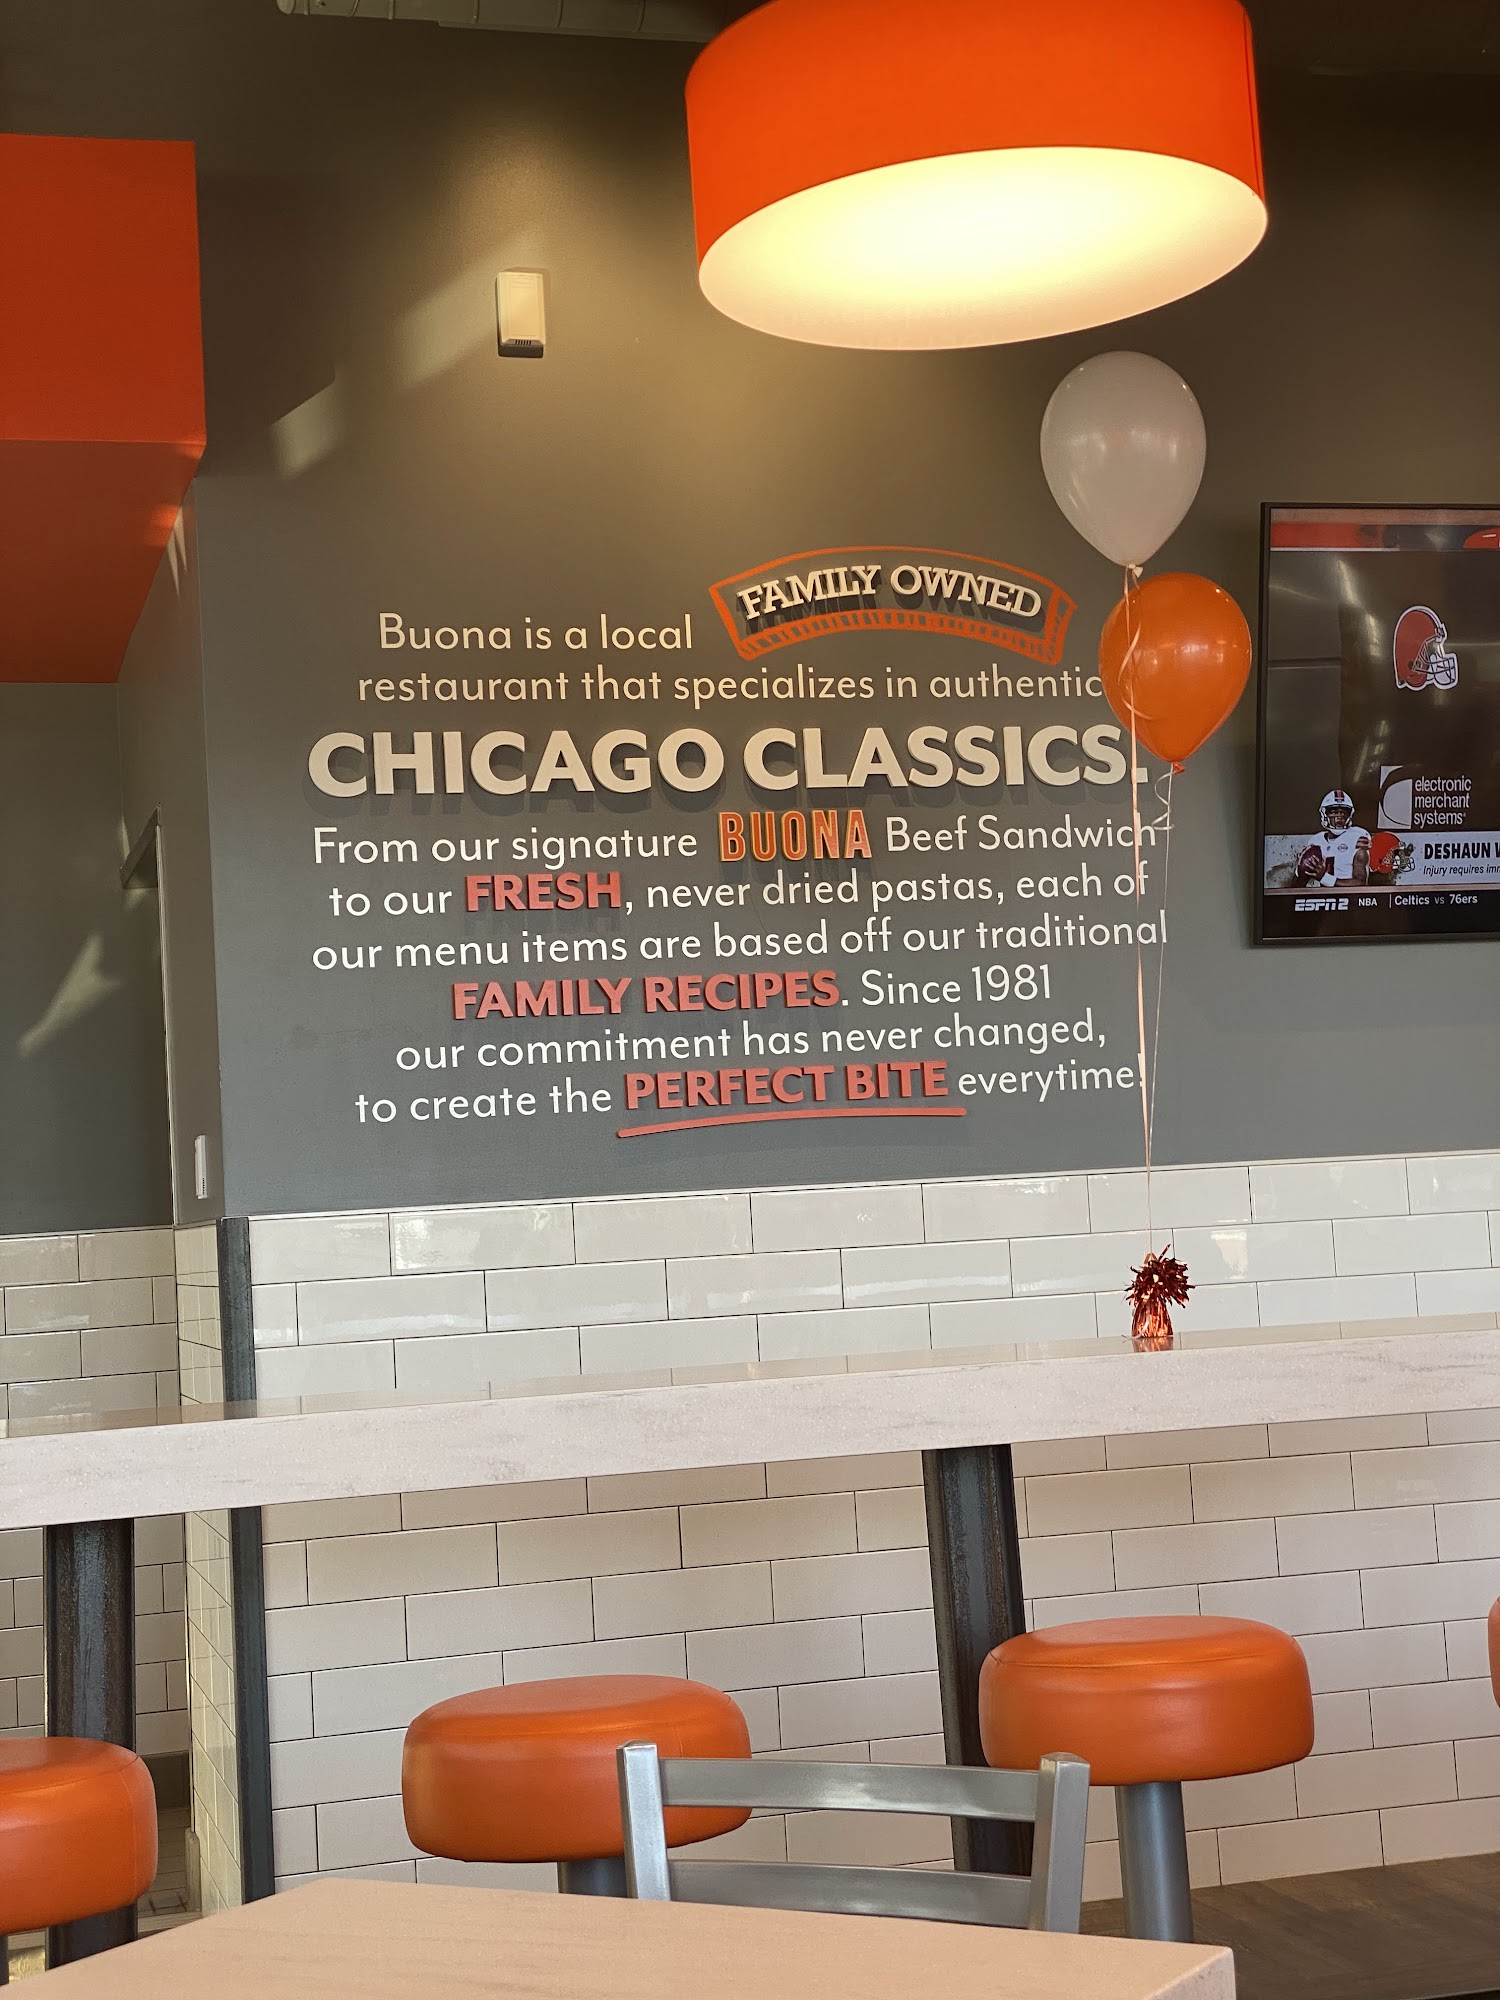 Buona is a local FAMILY OWNED
restaurant that specializes in authentic
CHICAGO CLASSICS.
From our signature BUONA Beef Sandwich
to our FRESH, never dried pastas, each of
our menu items are based off our traditional
FAMILY RECIPES. Since 1981
our commitment has never changed,
to create the PERFECT BITE everytime!
electronic
merchant
systems
DESHAUN
Injury requires
ESPN2 NBA Celtics vs 76ers